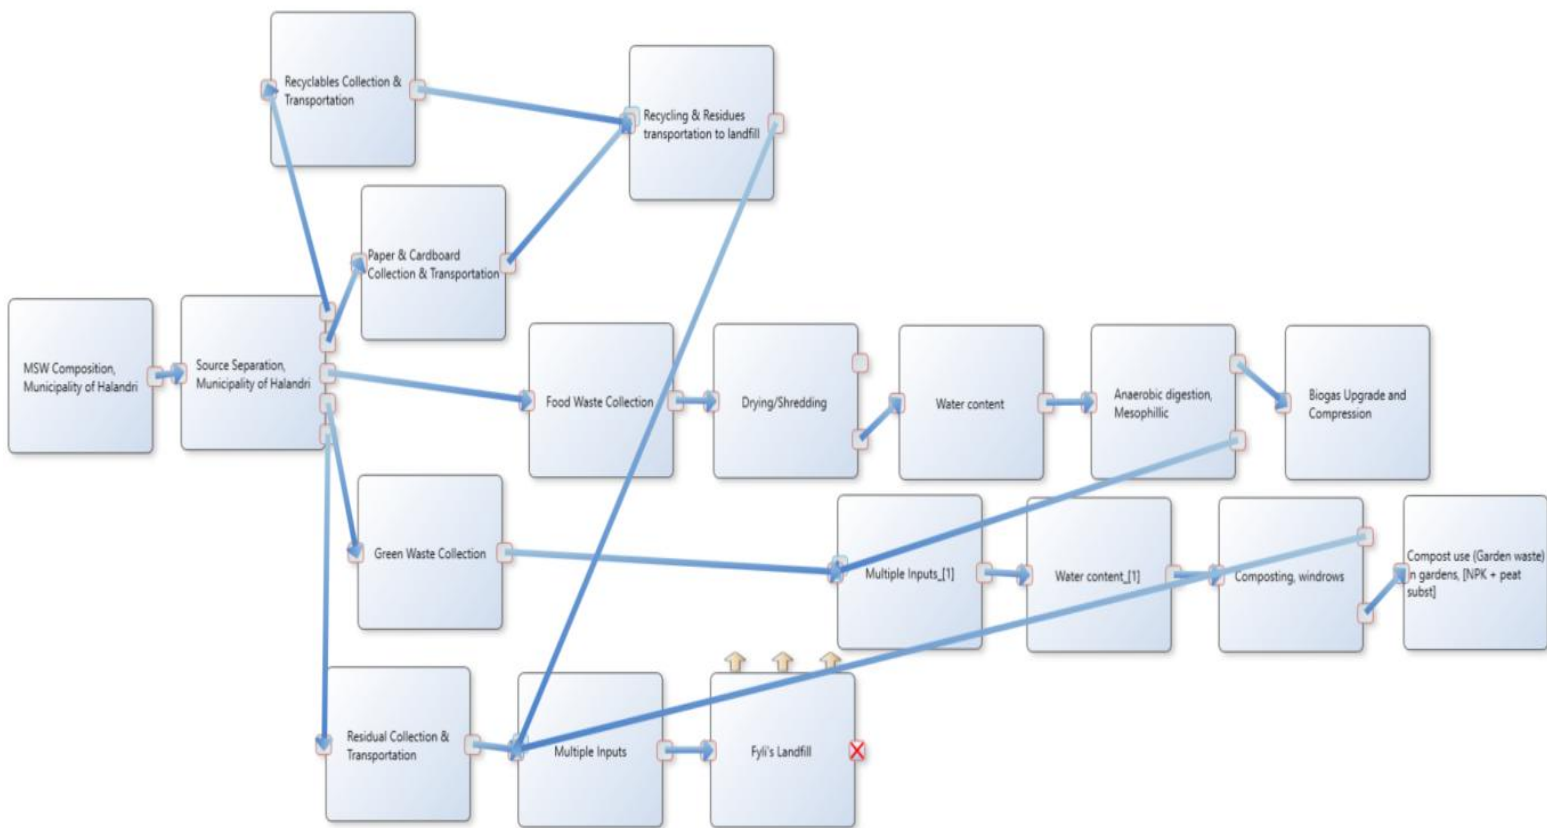 Recyclables Collection &
Transportation
Recycling & Residues
transportation to landfill
Paper & Cardboard
Collection & Transportation
MSW Composition,
Municipality of Halandri
Source Separation,
Municipality of Halandri
Food Waste Collection
Drying/Shredding
Water content
Anaerobic digestion,
Mesophillic
Biogas Upgrade and
Compression
Green Waste Collection
Multiple Inputs_[1]
Water content_[1]
Composting, windrows
Compost use (Garden waste)
n gardens, [NPK + peat
subst]
Residual Collection &
Transportation
Multiple Inputs
Fyli's Landfill